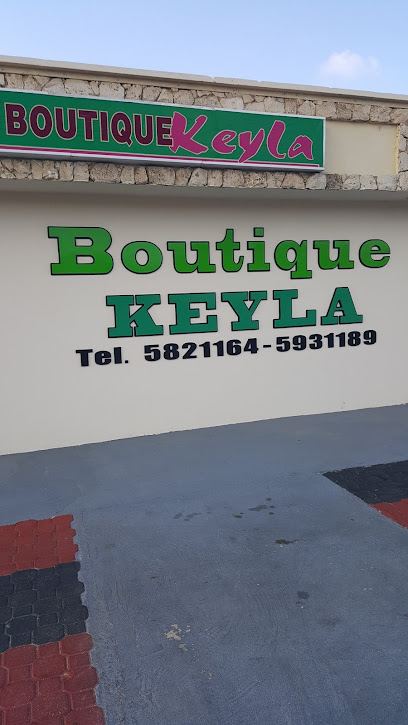 BOUTIQUE Keyla
Boutique
KEYLA
Tel. 5821164-5931189